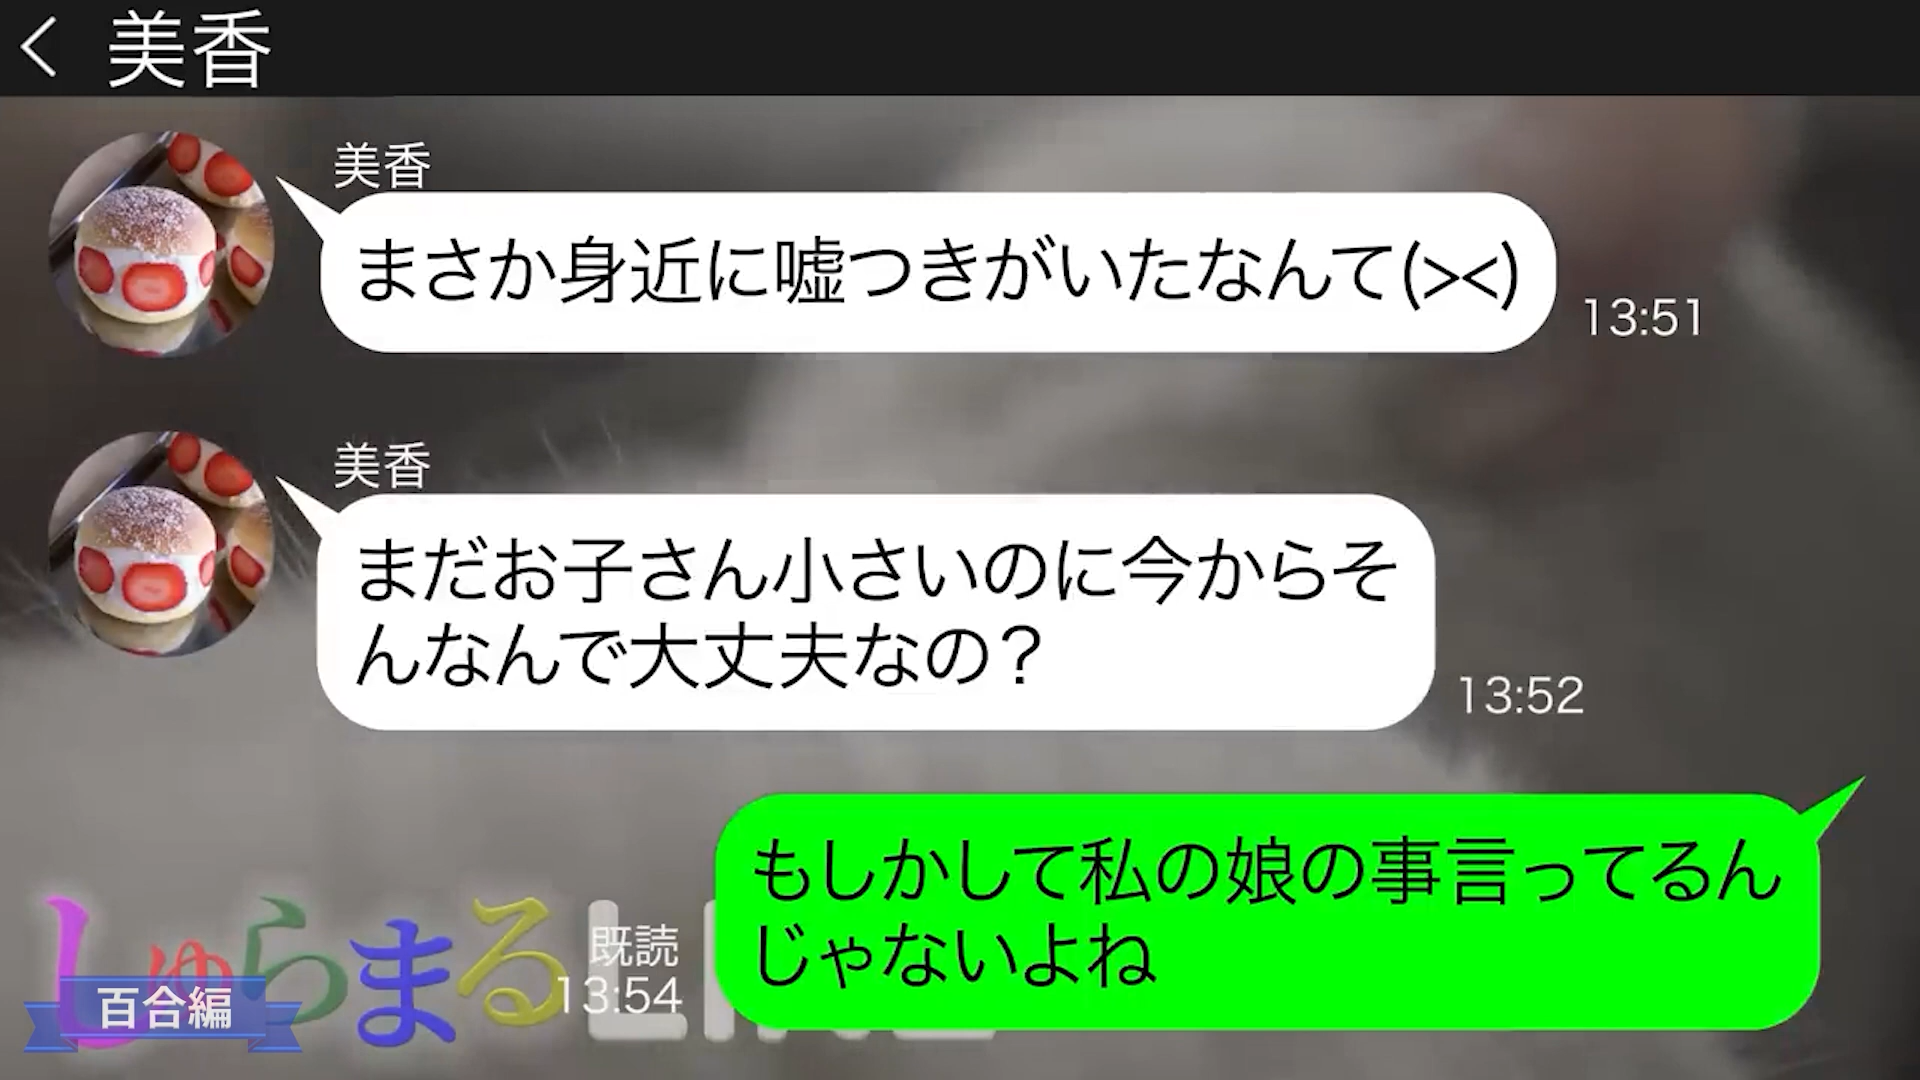 美香
美香
まさか身近に嘘つきがいたなんて(><)
13:51
美香
まだお子さん小さいのに今からそ
んなんで大丈夫なの?
13:52
もしかして私の娘の事言ってるん
じゃないよね
既読
13:54
しゅらまる LINE
百合編